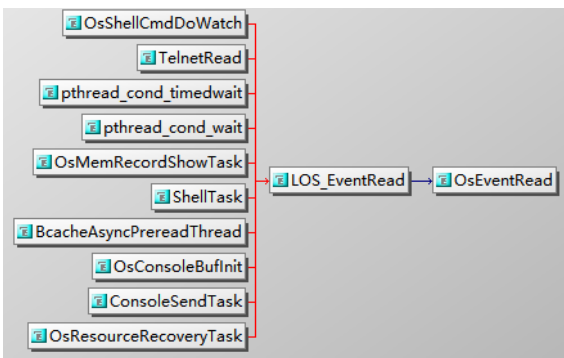 OsShellCmdDoWatch
TelnetRead
pthread_cond_timedwait
pthread_cond_wait
OsMemRecordShowTask
ShellTask
BcacheAsyncPrereadThread
OsConsoleBufInit
ConsoleSendTask
OsResourceRecoveryTask
LOS_EventRead
OsEventRead